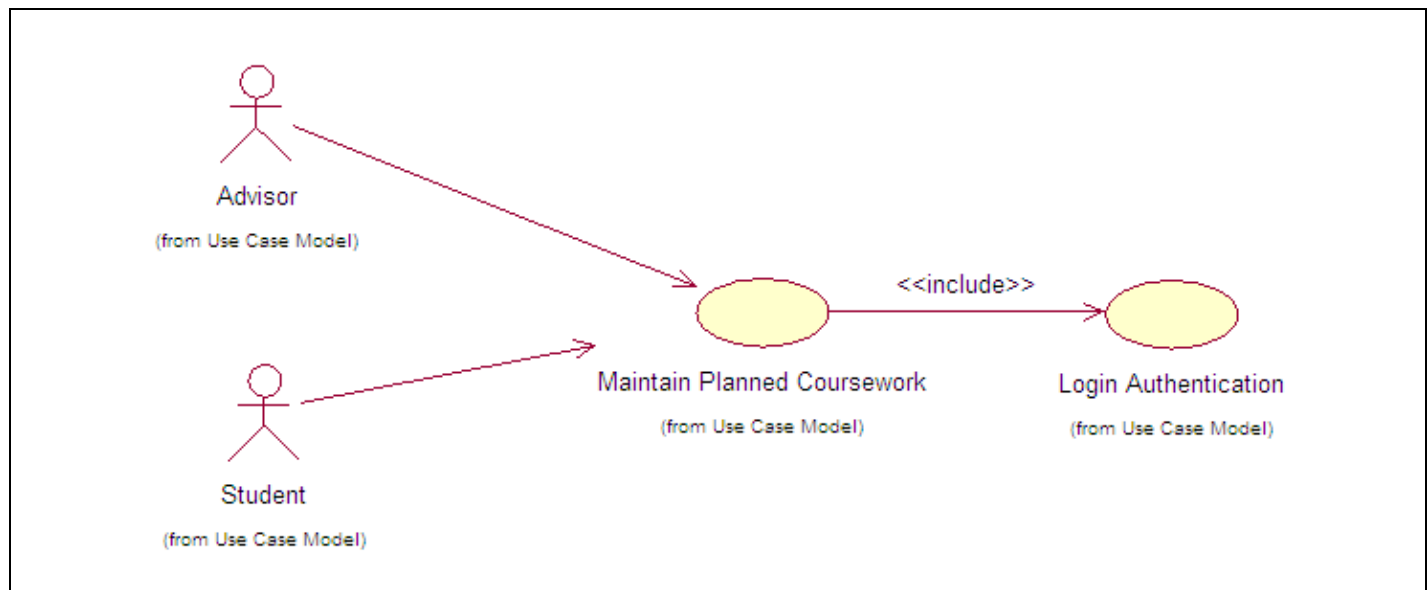 Advisor
(from Use Case Model)
<<include>>
Maintain Planned Coursework
(from Use Case Model)
Login Authentication
(from Use Case Model)
Student
(from Use Case Model)